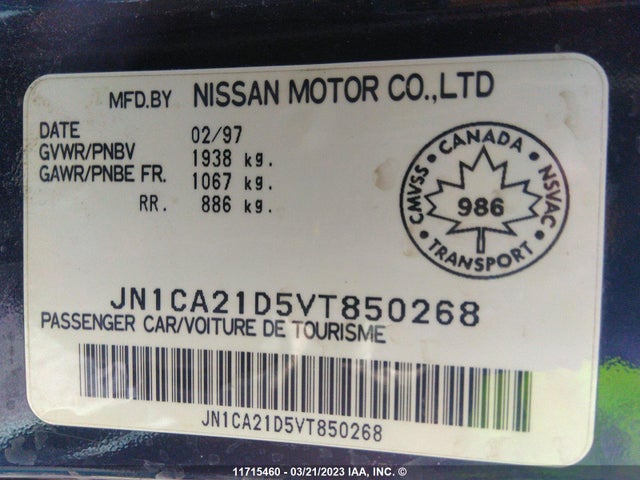 MFD.BY NISSAN MOTOR CO.,LTD
DATE 02/97
GVWR/PNBV 1938 kg.
GAWR/PNBE FR. 1067 kg.
RR. 886 kg.
CANADA
CMVSS 986 NSVAC
TRANSPORT
JN1CA21D5VT850268
PASSENGER CAR/VOITURE DE TOURISME
JN1CA21D5VT850268
11715460 - 03/21/2023 IAA, INC. ©